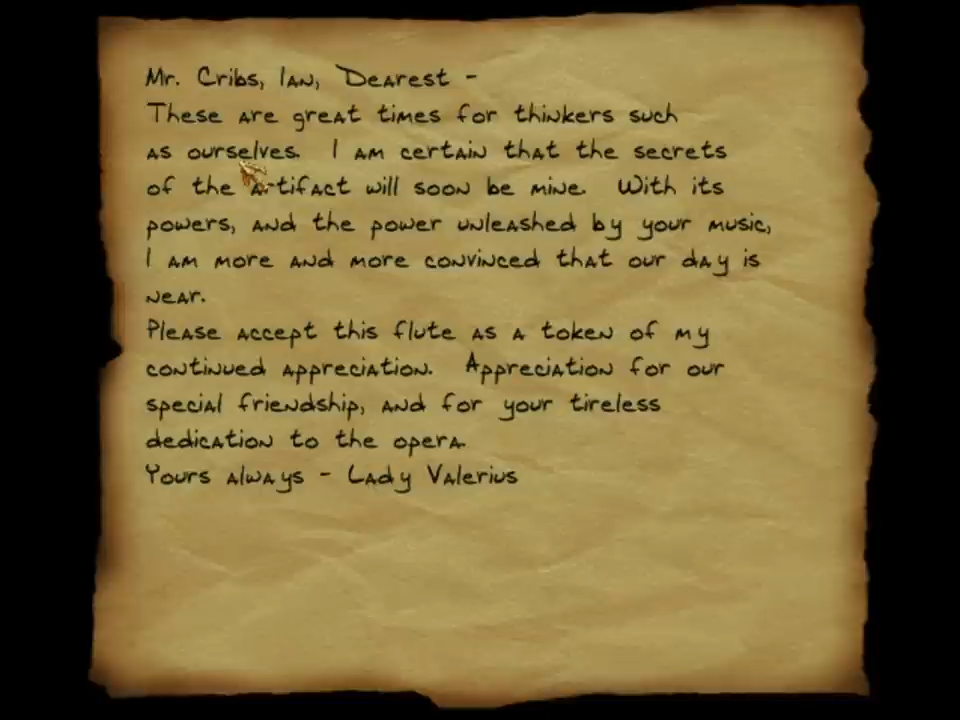 Mr. Cribs, Ian, Dearest -
These are great times for thinkers such
as ourselves.  I am certain that the secrets
of the artifact will soon be mine.  With its
powers, and the power unleashed by your music,
I am more and more convinced that our day is
near.
Please accept this flute as a token of my
continued appreciation.  Appreciation for our
special friendship, and for your tireless
dedication to the opera.
Yours always - Lady Valerius